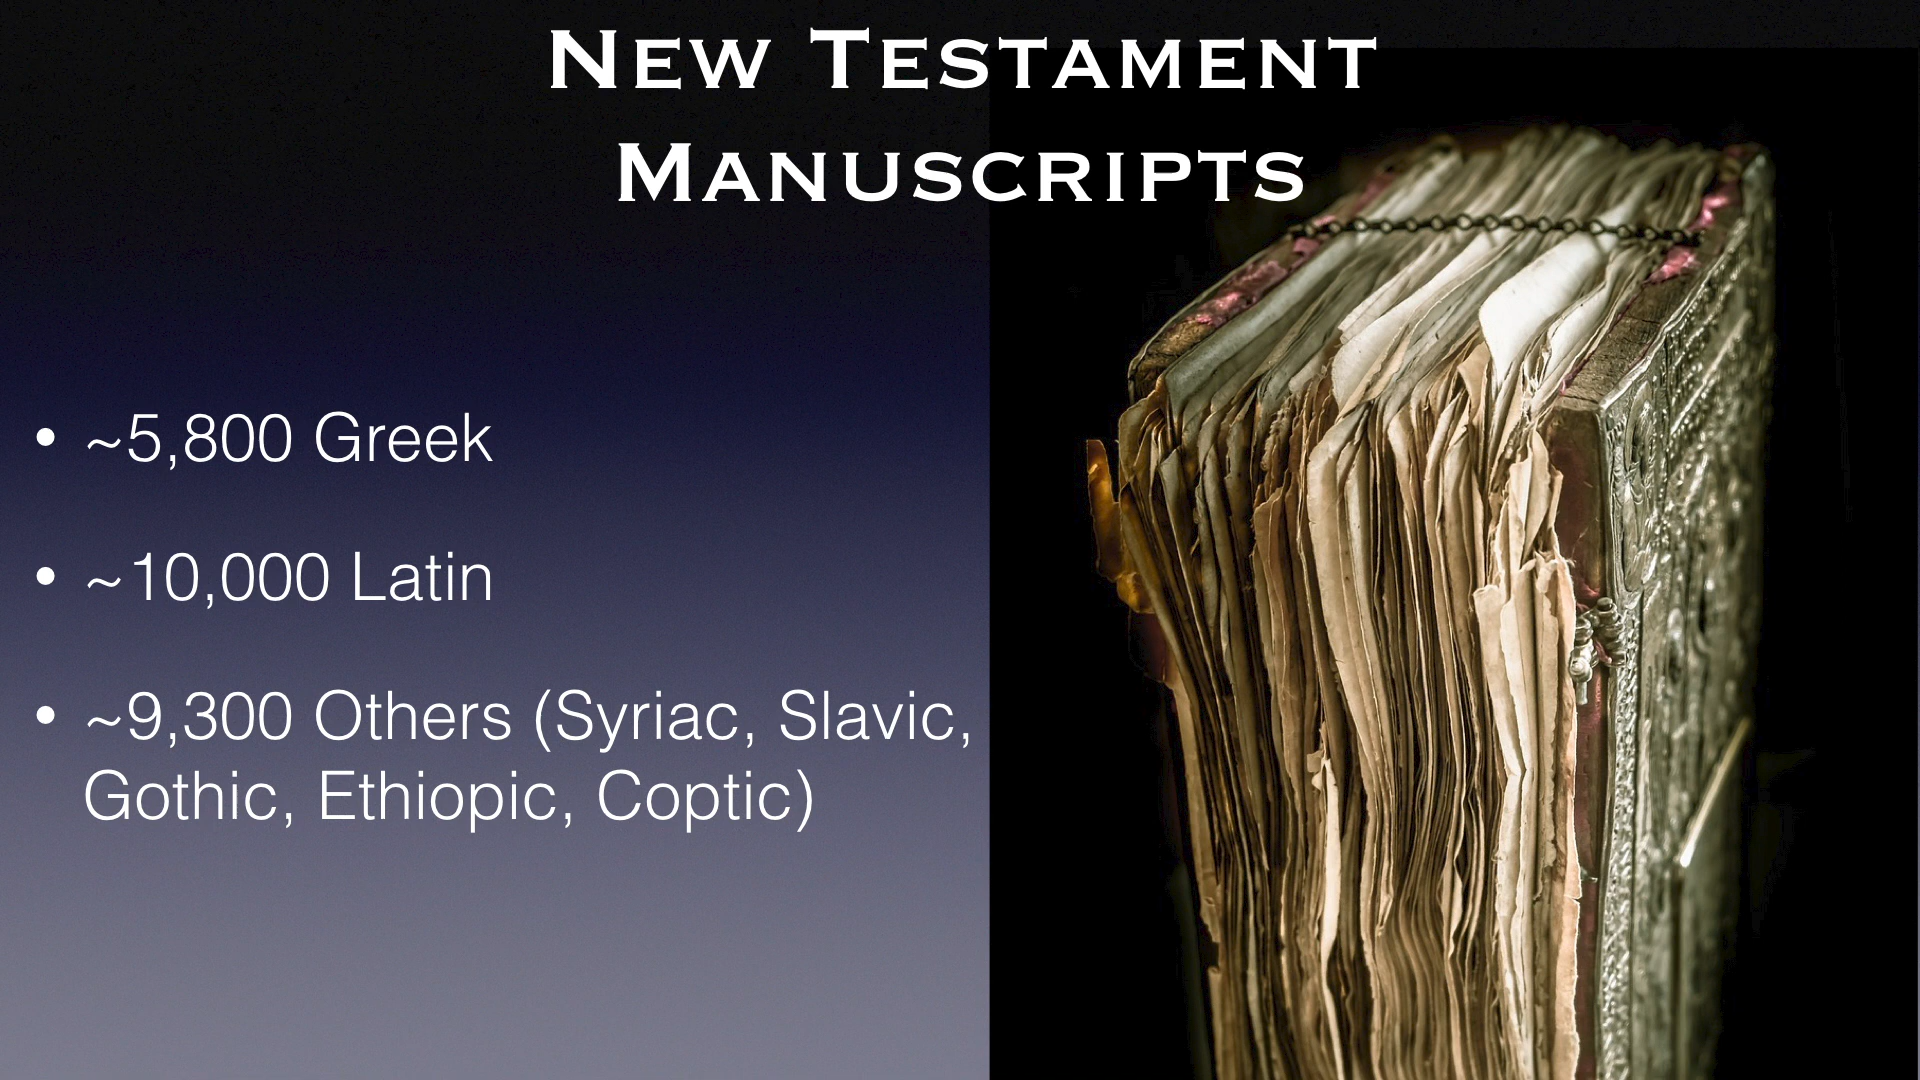 New Testament
Manuscripts
• ~5,800 Greek
• ~10,000 Latin
• ~9,300 Others (Syriac, Slavic,
Gothic, Ethiopic, Coptic)